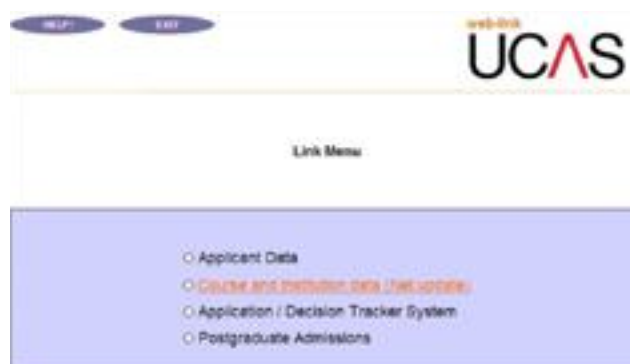 HELP? EXIT
web-link
UCAS
Link Menu
Applicant Data
Course and Institution data (Net update)
Application / Decision Tracker System
Postgraduate Admissions